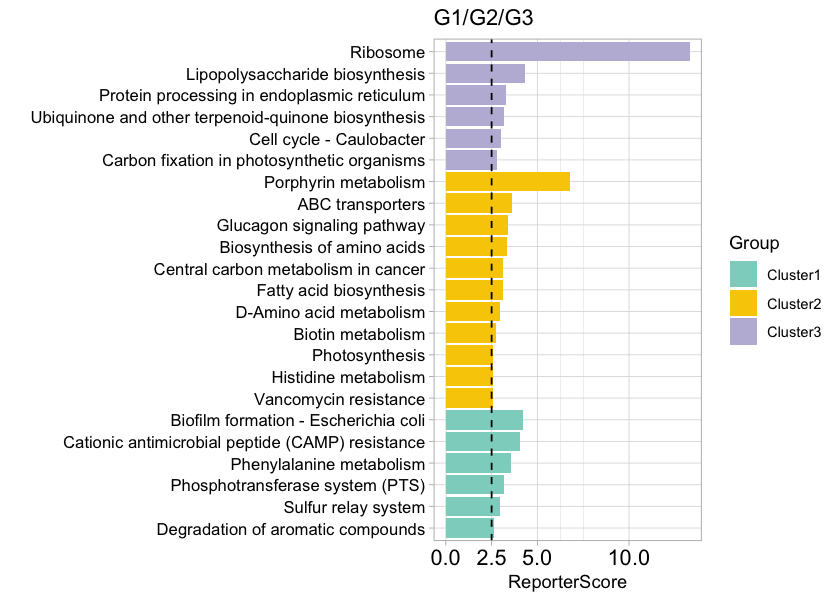 G1/G2/G3
Ribosome
Lipopolysaccharide biosynthesis
Protein processing in endoplasmic reticulum
Ubiquinone and other terpenoid-quinone biosynthesis
Cell cycle - Caulobacter
Carbon fixation in photosynthetic organisms
Porphyrin metabolism
ABC transporters
Glucagon signaling pathway
Biosynthesis of amino acids
Central carbon metabolism in cancer
Fatty acid biosynthesis
D-Amino acid metabolism
Biotin metabolism
Photosynthesis
Histidine metabolism
Vancomycin resistance
Biofilm formation - Escherichia coli
Cationic antimicrobial peptide (CAMP) resistance
Phenylalanine metabolism
Phosphotransferase system (PTS)
Sulfur relay system
Degradation of aromatic compounds
0.0 2.5 5.0 10.0
ReporterScore
Group
Cluster1
Cluster2
Cluster3